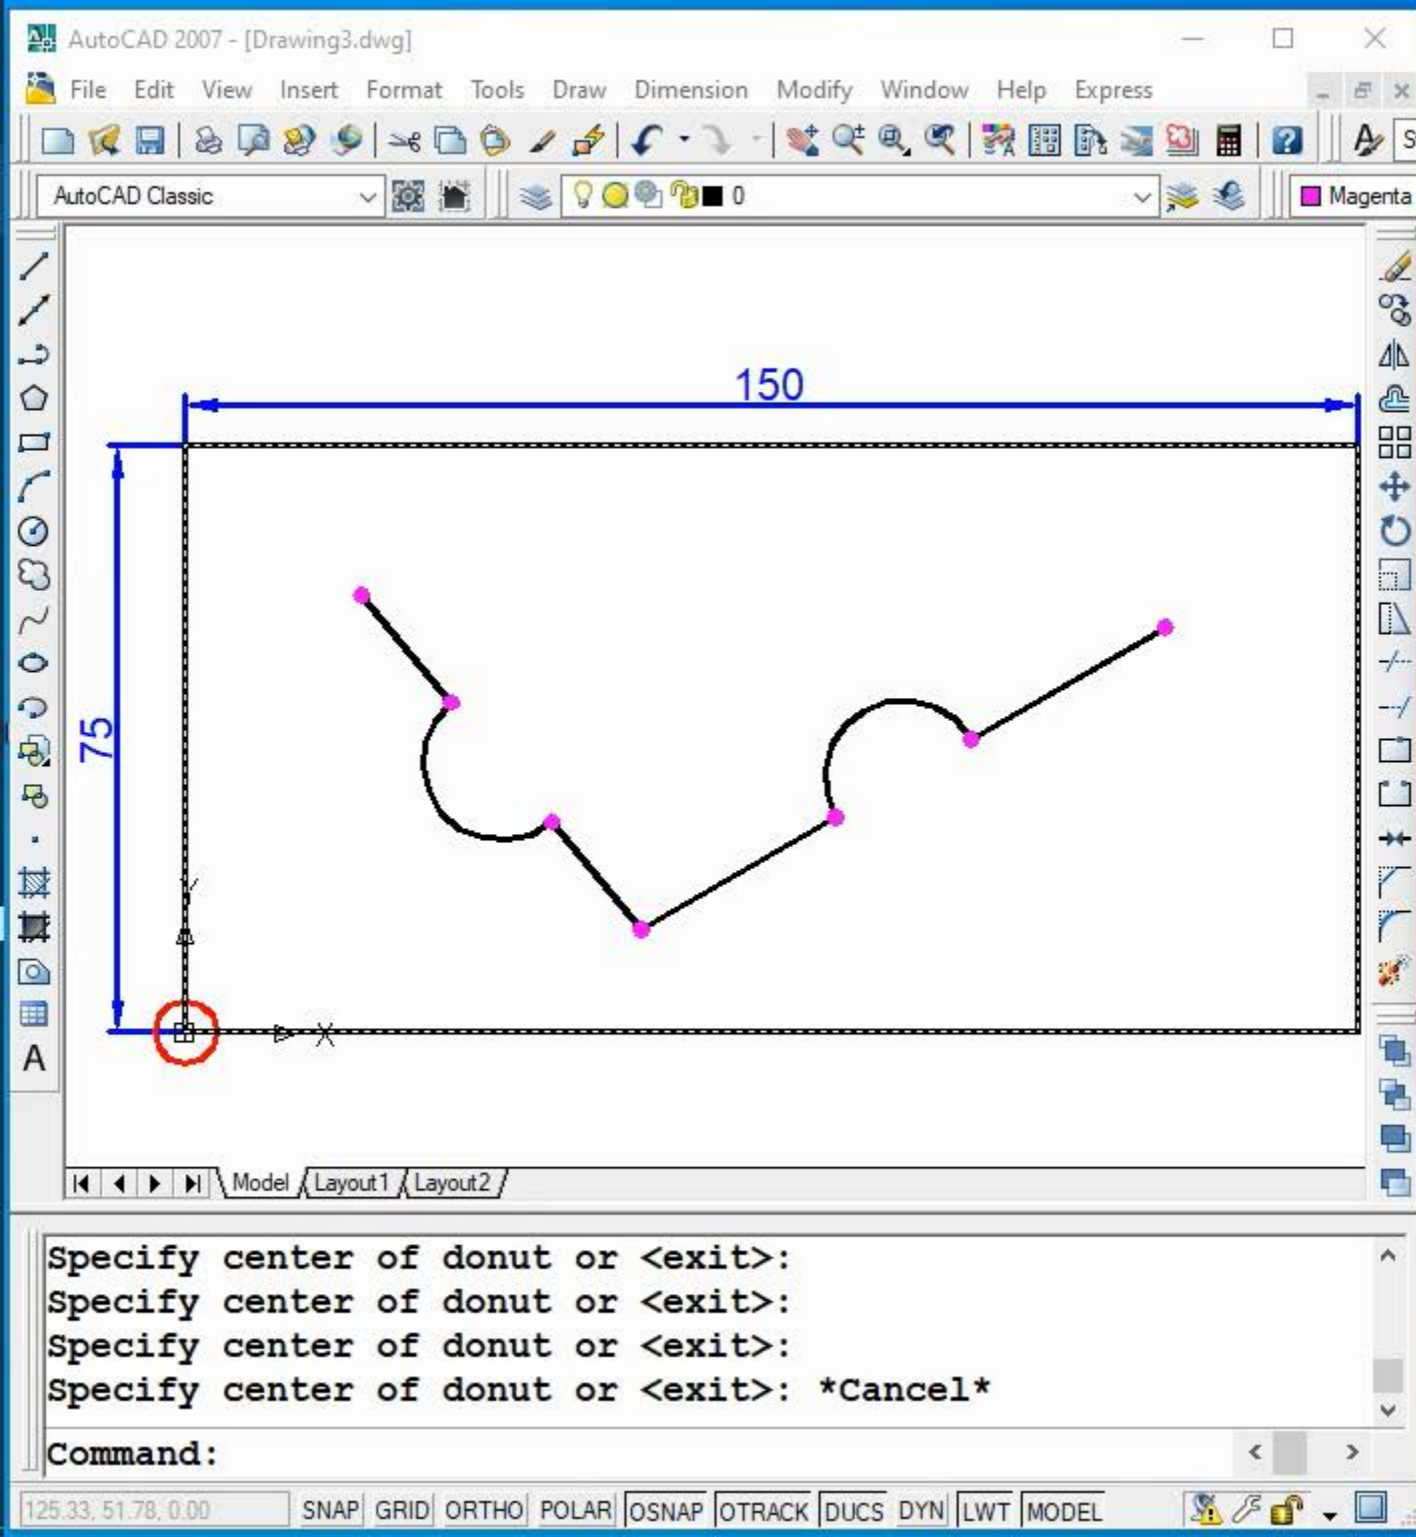 AutoCAD 2007 - [Drawing3.dwg]
File Edit View Insert Format Tools Draw Dimension Modify Window Help Express
AutoCAD Classic 0 Magenta
150
75
Y
X
A
Model Layout1 Layout2
Specify center of donut or <exit>:
Specify center of donut or <exit>:
Specify center of donut or <exit>:
Specify center of donut or <exit>: *Cancel*
Command:
125.33, 51.78, 0.00 SNAP GRID ORTHO POLAR OSNAP OTRACK DUCS DYN LWT MODEL